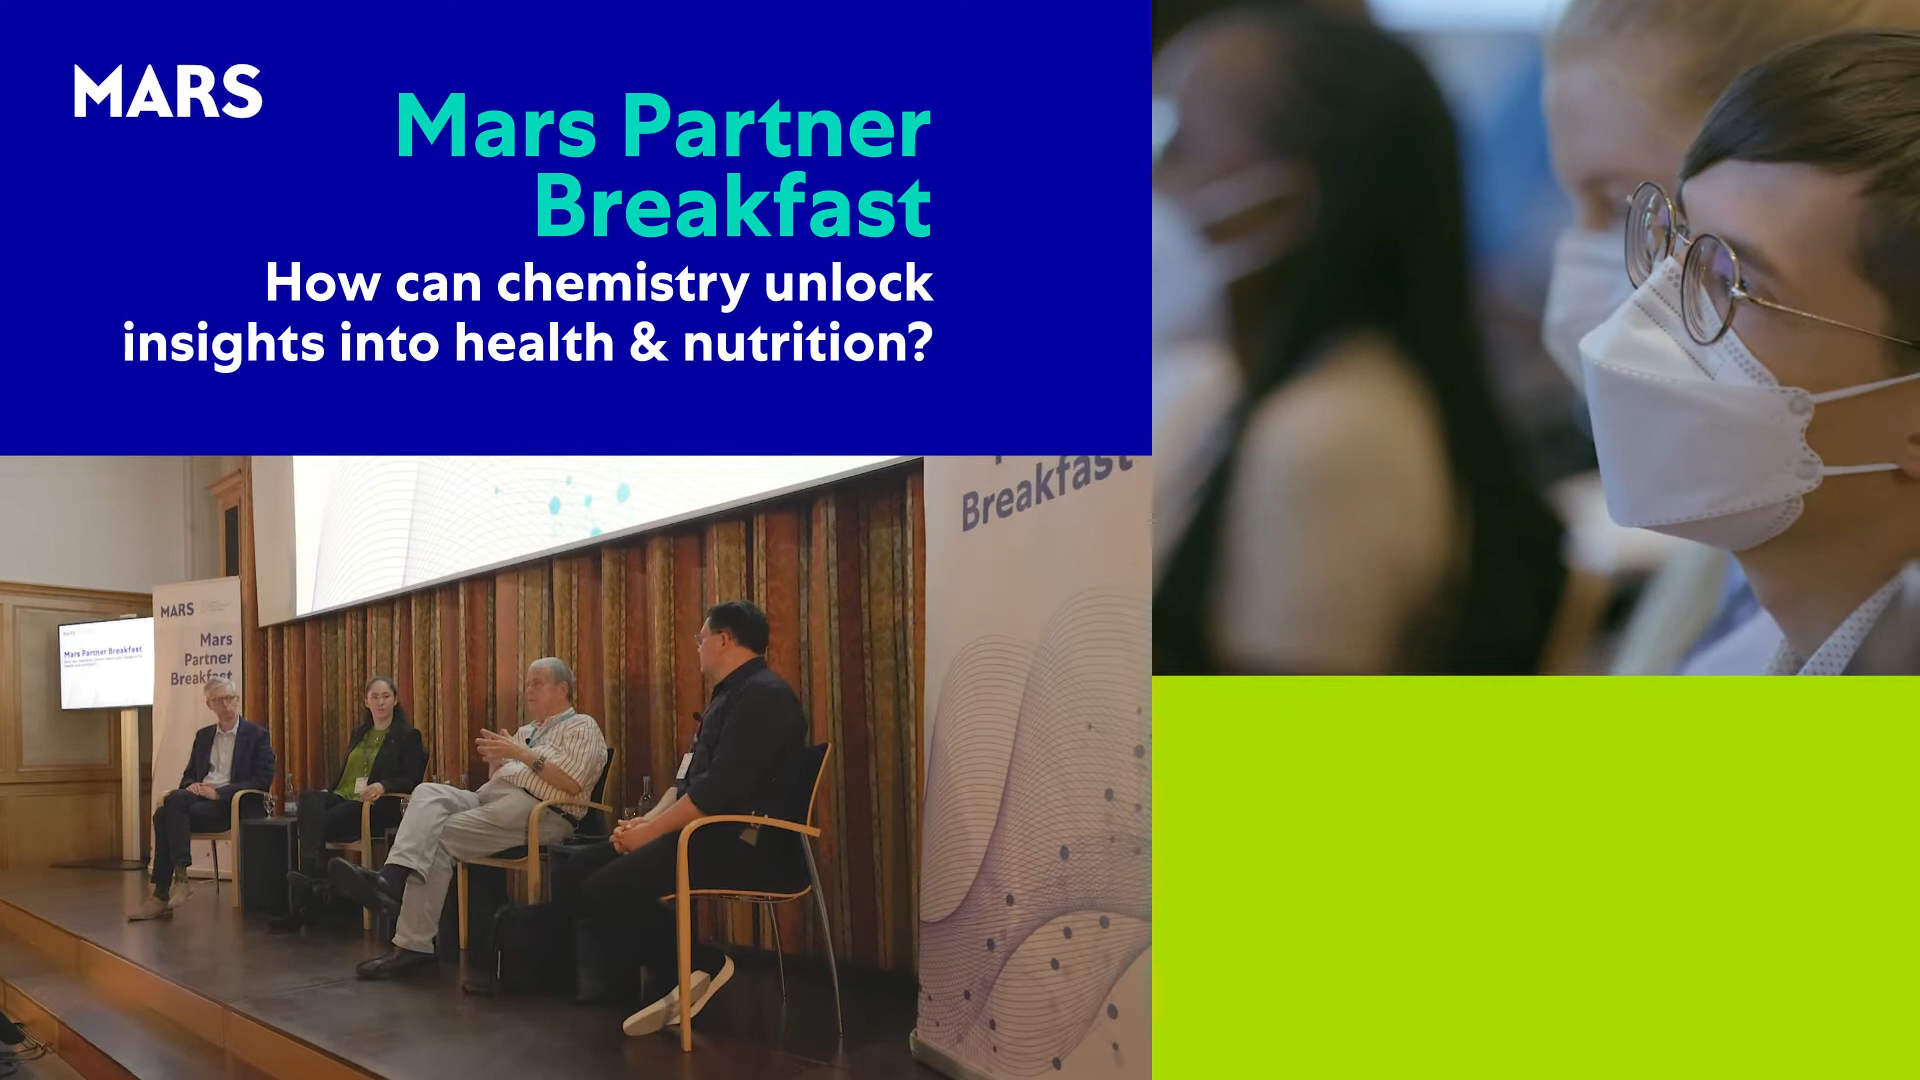 MARS
Mars Partner
Breakfast
How can chemistry unlock
insights into health & nutrition?
Breakfast
MARS
Mars
Partner
Breakfast
Mars Partner Breakfast